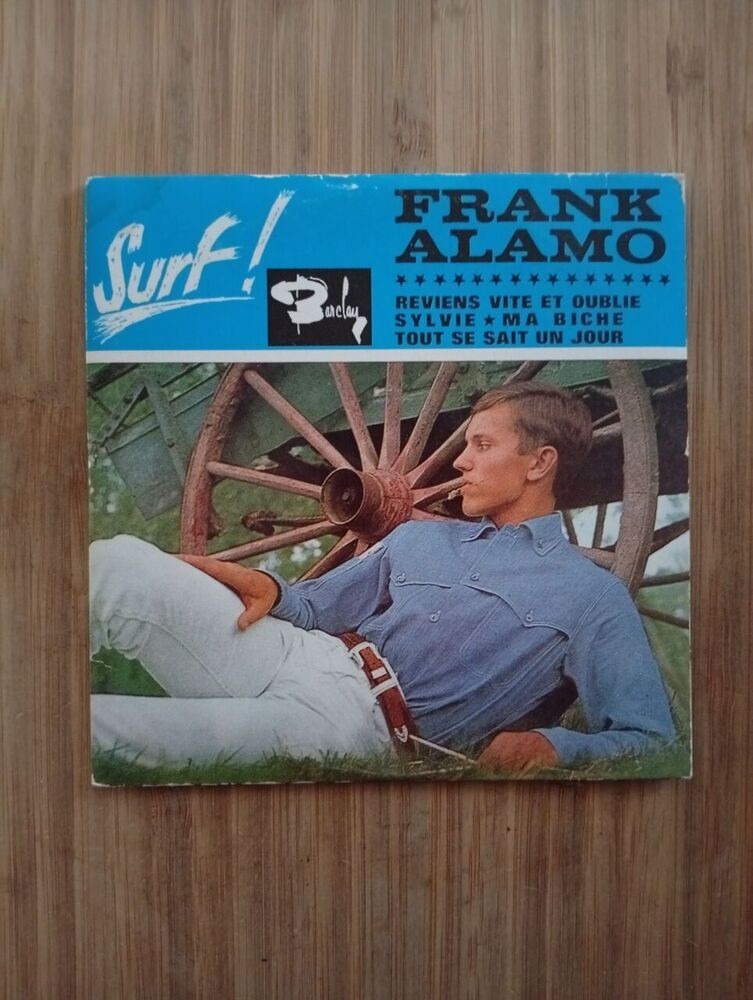 Surf!
Barclay
FRANK
ALAMO
REVIENS VITE ET OUBLIE
SYLVIE ★ MA BICHE
TOUT SE SAIT UN JOUR